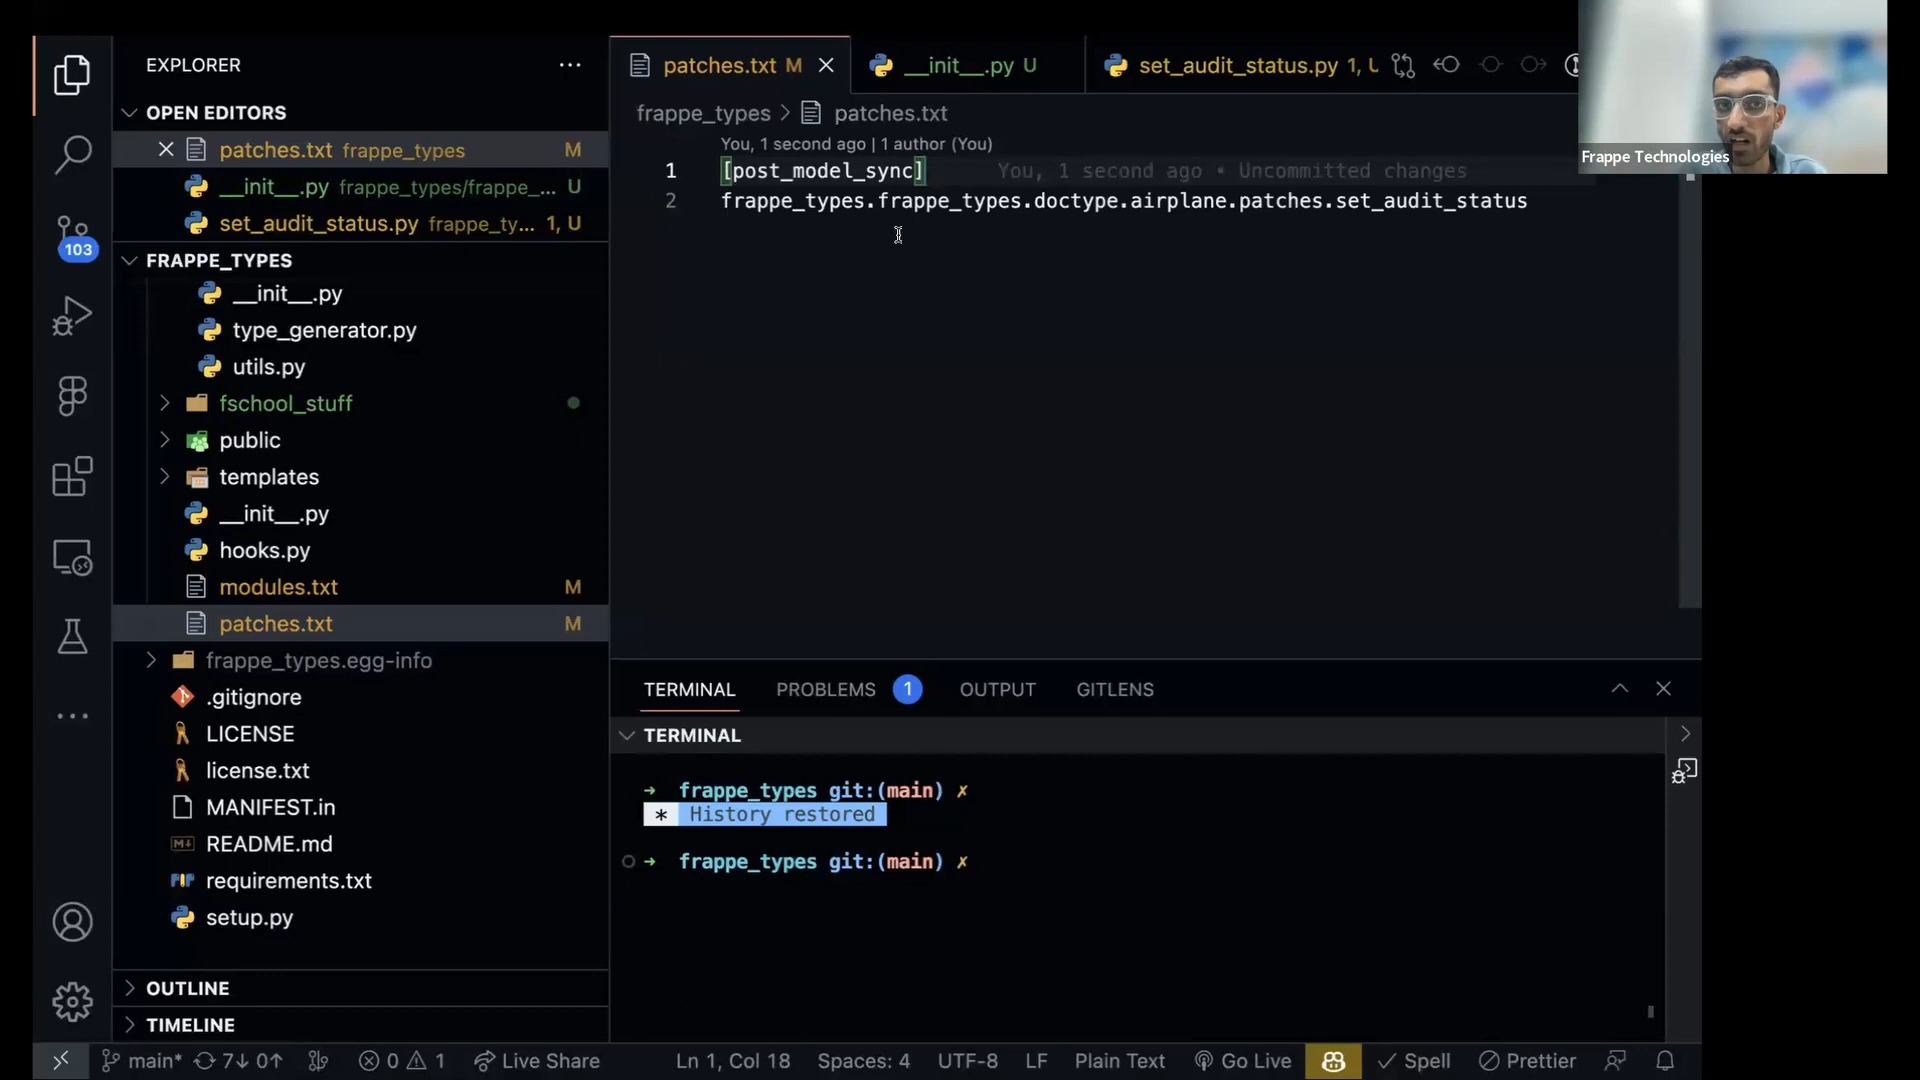 EXPLORER
OPEN EDITORS
patches.txt frappe_types M
__init__.py frappe_types/frappe_... U
set_audit_status.py frappe_ty... 1, U
103
FRAPPE_TYPES
__init__.py
type_generator.py
utils.py
fschool_stuff
public
templates
__init__.py
hooks.py
modules.txt M
patches.txt M
frappe_types.egg-info
.gitignore
LICENSE
license.txt
MANIFEST.in
README.md
requirements.txt
setup.py
OUTLINE
TIMELINE
patches.txt M
__init__.py U
set_audit_status.py 1, U
frappe_types > patches.txt
You, 1 second ago | 1 author (You)
1 [post_model_sync] You, 1 second ago • Uncommitted changes
2 frappe_types.frappe_types.doctype.airplane.patches.set_audit_status
Frappe Technologies
TERMINAL PROBLEMS 1 OUTPUT GITLENS
TERMINAL
→ frappe_types git:(main) ✗
* History restored
→ frappe_types git:(main) ✗
main* 7↓ 0↑ 0 1 Live Share Ln 1, Col 18 Spaces: 4 UTF-8 LF Plain Text Go Live Spell Prettier